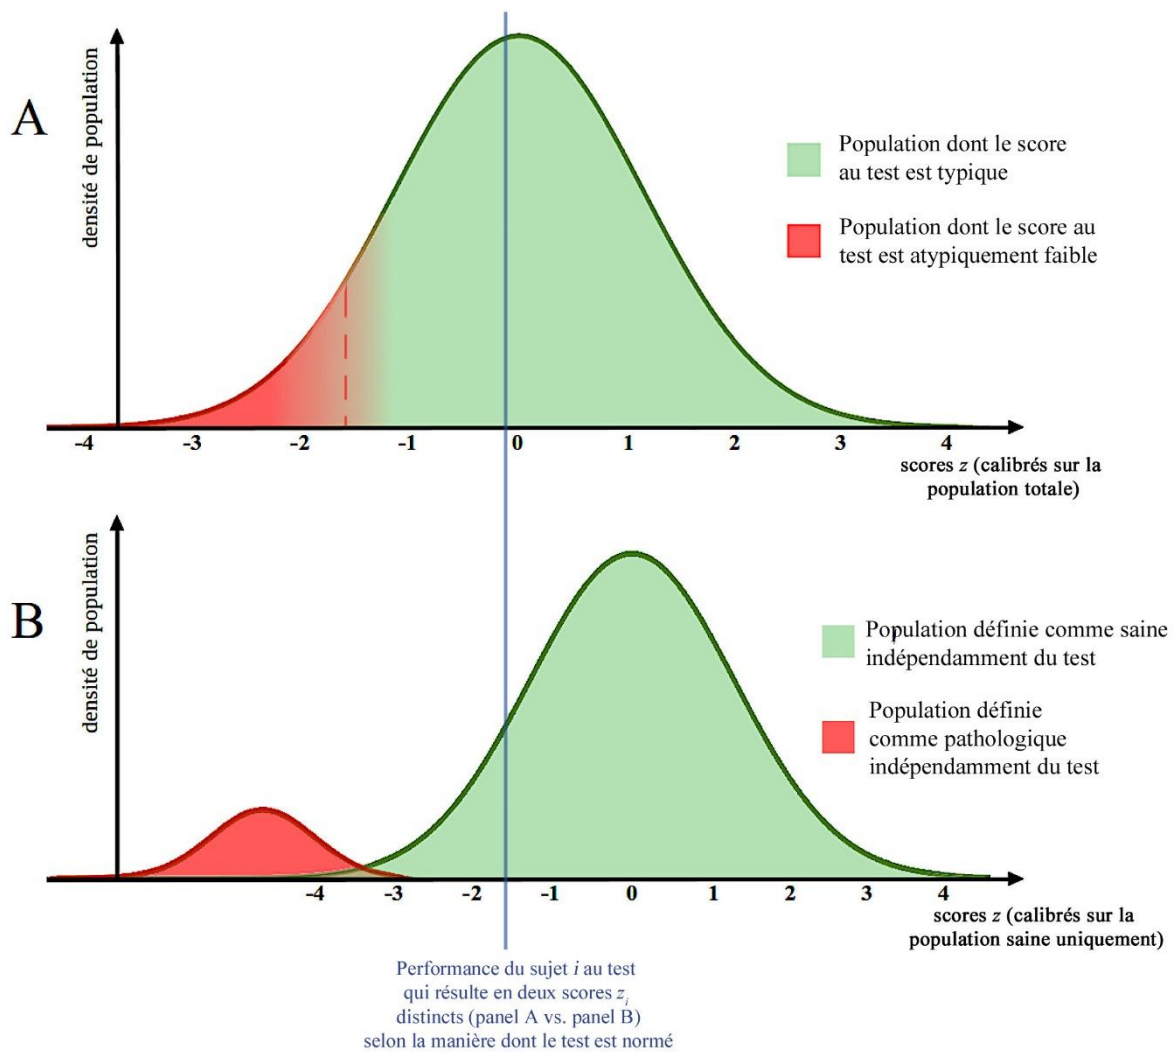 A
densité de population
Population dont le score
au test est typique
Population dont le score au
test est atypiquement faible
-4 -3 -2 -1 0 1 2 3 4
scores z (calibrés sur la
population totale)
B
densité de population
Population définie comme saine
indépendamment du test
Population définie
comme pathologique
indépendamment du test
-4 -3 -2 -1 0 1 2 3 4
scores z (calibrés sur la
population saine uniquement)
Performance du sujet i au test
qui résulte en deux scores zi
distincts (panel A vs. panel B)
selon la manière dont le test est normé